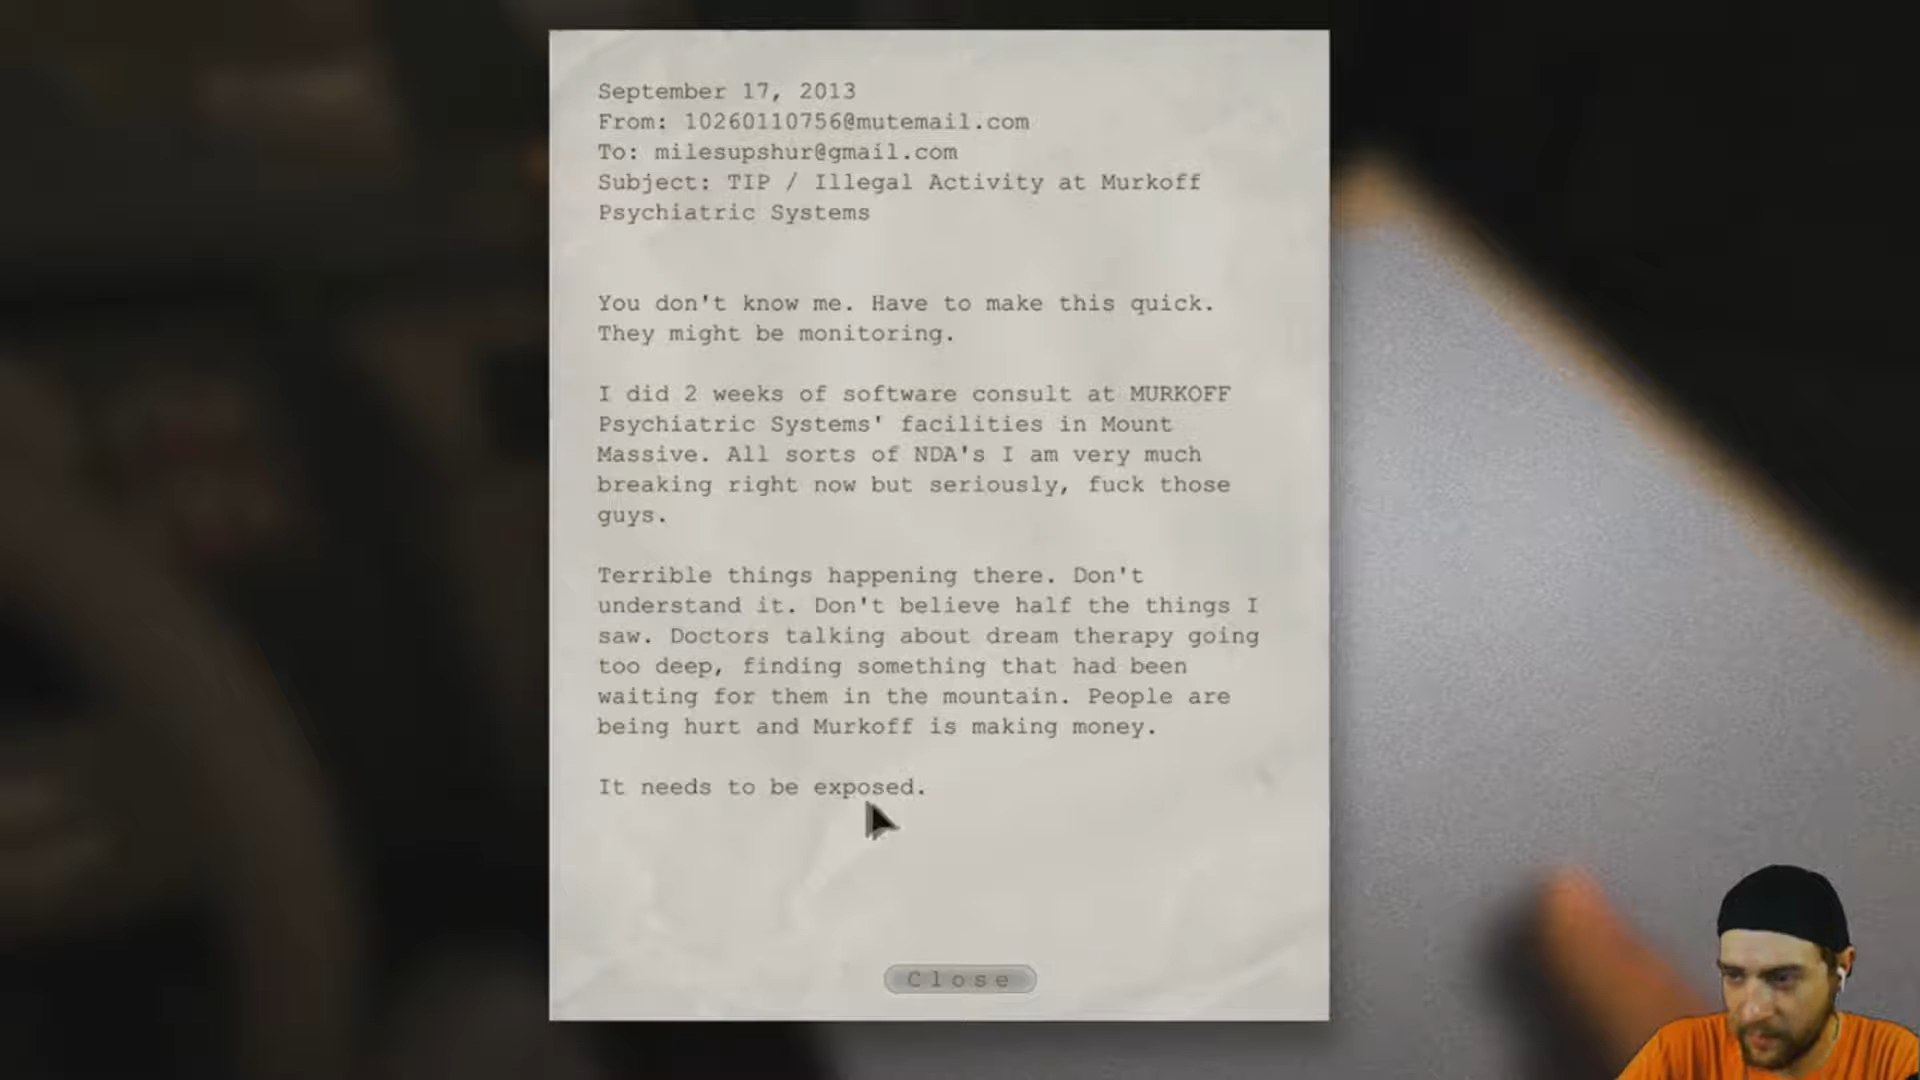 September 17, 2013
From: 10260110756@mutemail.com
To: milesupshur@gmail.com
Subject: TIP / Illegal Activity at Murkoff
Psychiatric Systems
You don't know me. Have to make this quick.
They might be monitoring.
I did 2 weeks of software consult at MURKOFF
Psychiatric Systems' facilities in Mount
Massive. All sorts of NDA's I am very much
breaking right now but seriously, fuck those
guys.
Terrible things happening there. Don't
understand it. Don't believe half the things I
saw. Doctors talking about dream therapy going
too deep, finding something that had been
waiting for them in the mountain. People are
being hurt and Murkoff is making money.
It needs to be exposed.
Close